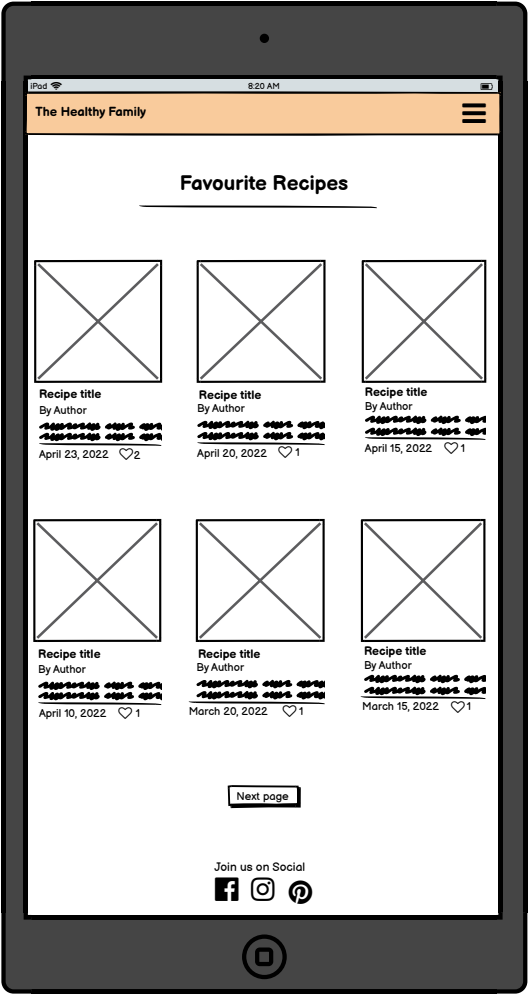 iPad 8:20 AM
The Healthy Family
Favourite Recipes
Recipe title Recipe title Recipe title
By Author By Author By Author
April 23, 2022 2 April 20, 2022 1 April 15, 2022 1
Recipe title Recipe title Recipe title
By Author By Author By Author
April 10, 2022 1 March 20, 2022 1 March 15, 2022 1
Next page
Join us on Social